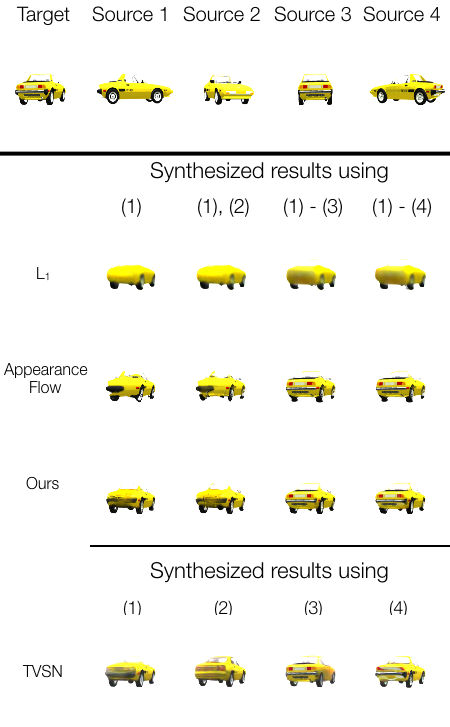 Target Source 1 Source 2 Source 3 Source 4
Synthesized results using
(1) (1), (2) (1) - (3) (1) - (4)
L₁
Appearance
Flow
Ours
Synthesized results using
(1) (2) (3) (4)
TVSN